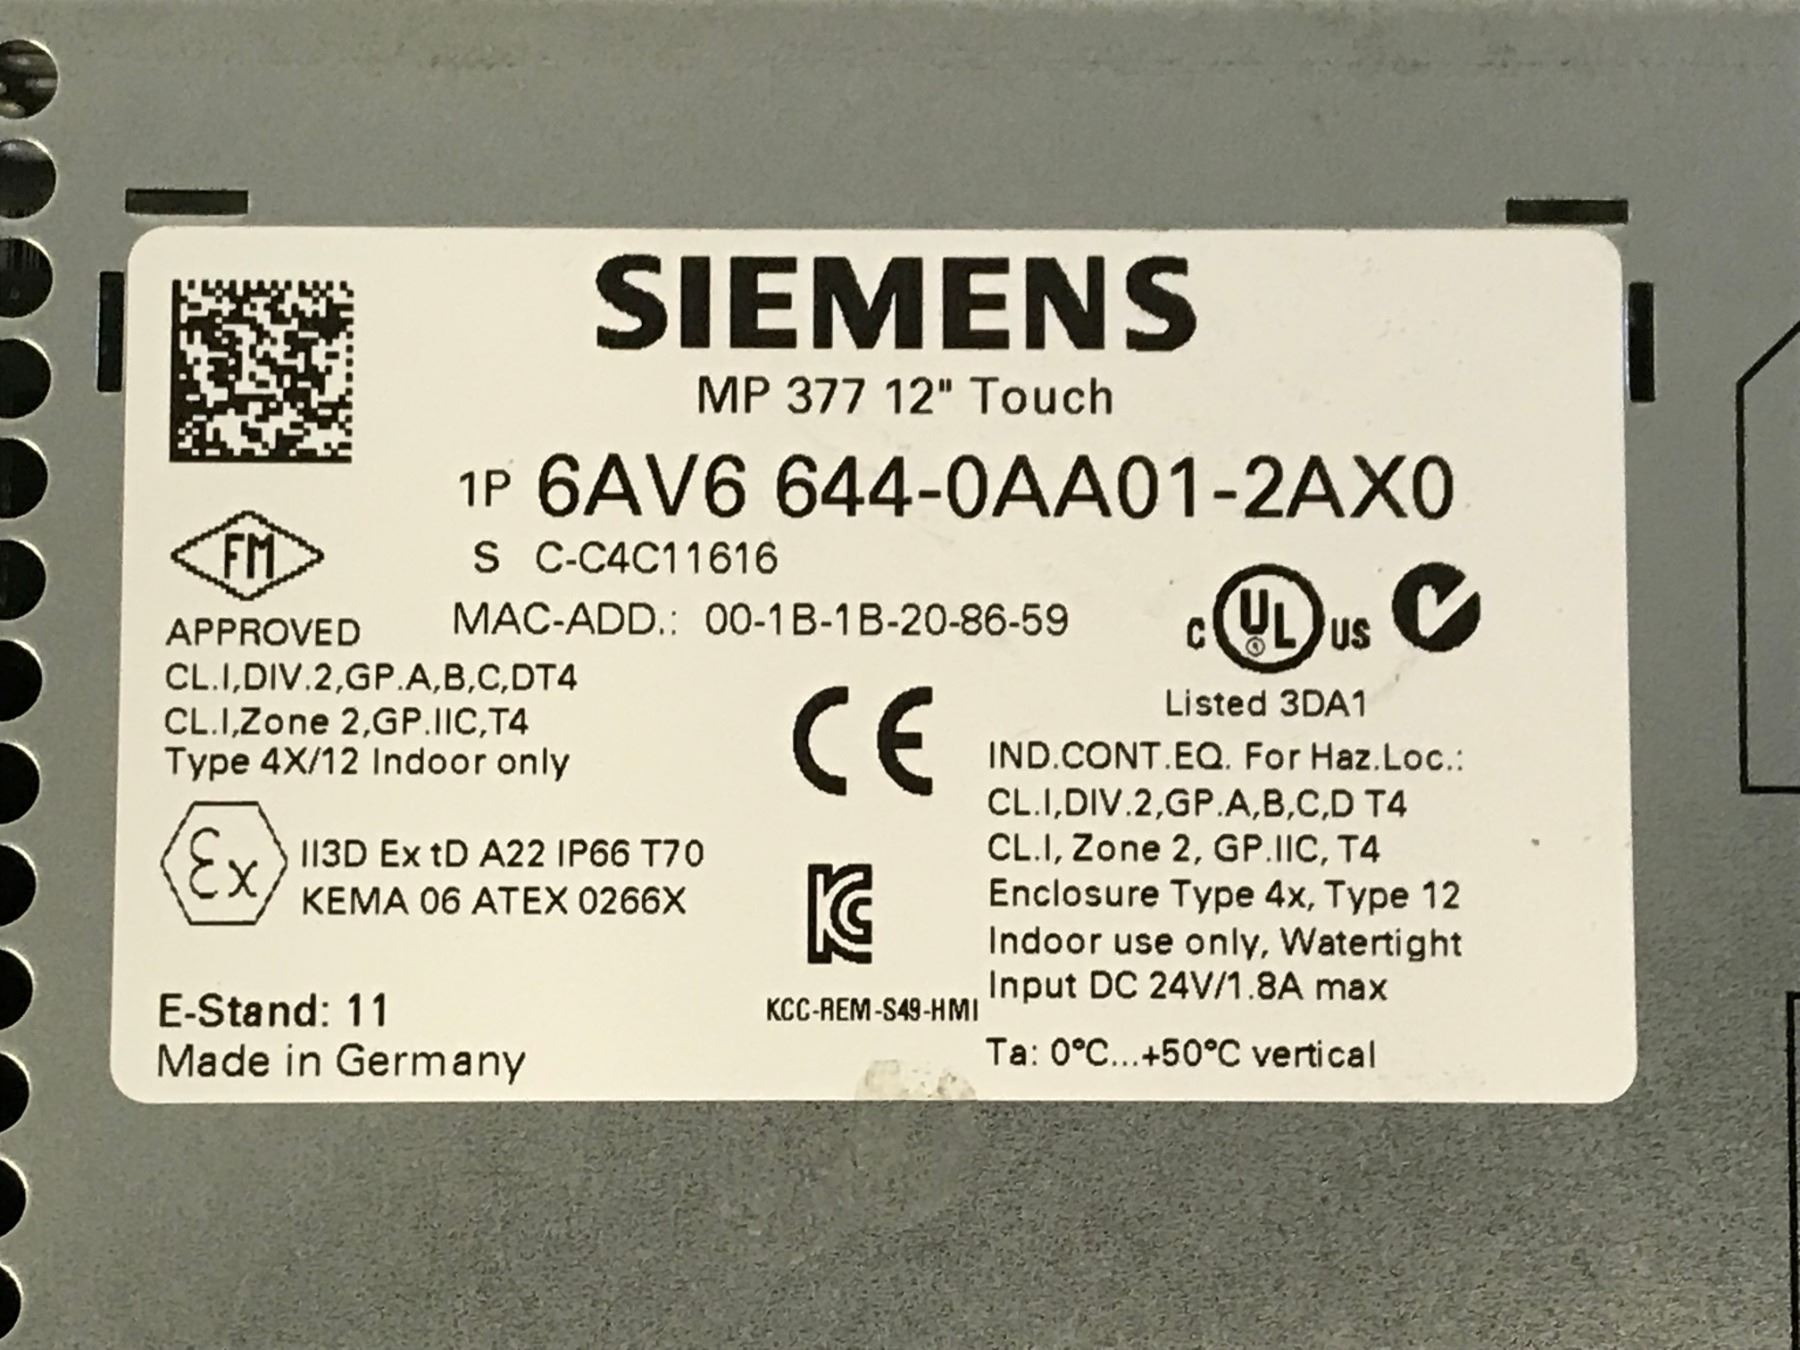 SIEMENS
MP 377 12" Touch
1P 6AV6 644-0AA01-2AX0
S C-C4C11616
MAC-ADD.: 00-1B-1B-20-86-59
FM
APPROVED
CL.I,DIV.2,GP.A,B,C,DT4
CL.I,Zone 2,GP.IIC,T4
Type 4X/12 Indoor only
Ex II3D Ex tD A22 IP66 T70
KEMA 06 ATEX 0266X
E-Stand: 11
Made in Germany
CE
KC
KCC-REM-S49-HMI
C UL US
Listed 3DA1
IND.CONT.EQ. For Haz.Loc.:
CL.I,DIV.2,GP.A,B,C,D T4
CL.I, Zone 2, GP.IIC, T4
Enclosure Type 4x, Type 12
Indoor use only, Watertight
Input DC 24V/1.8A max
Ta: 0°C...+50°C vertical